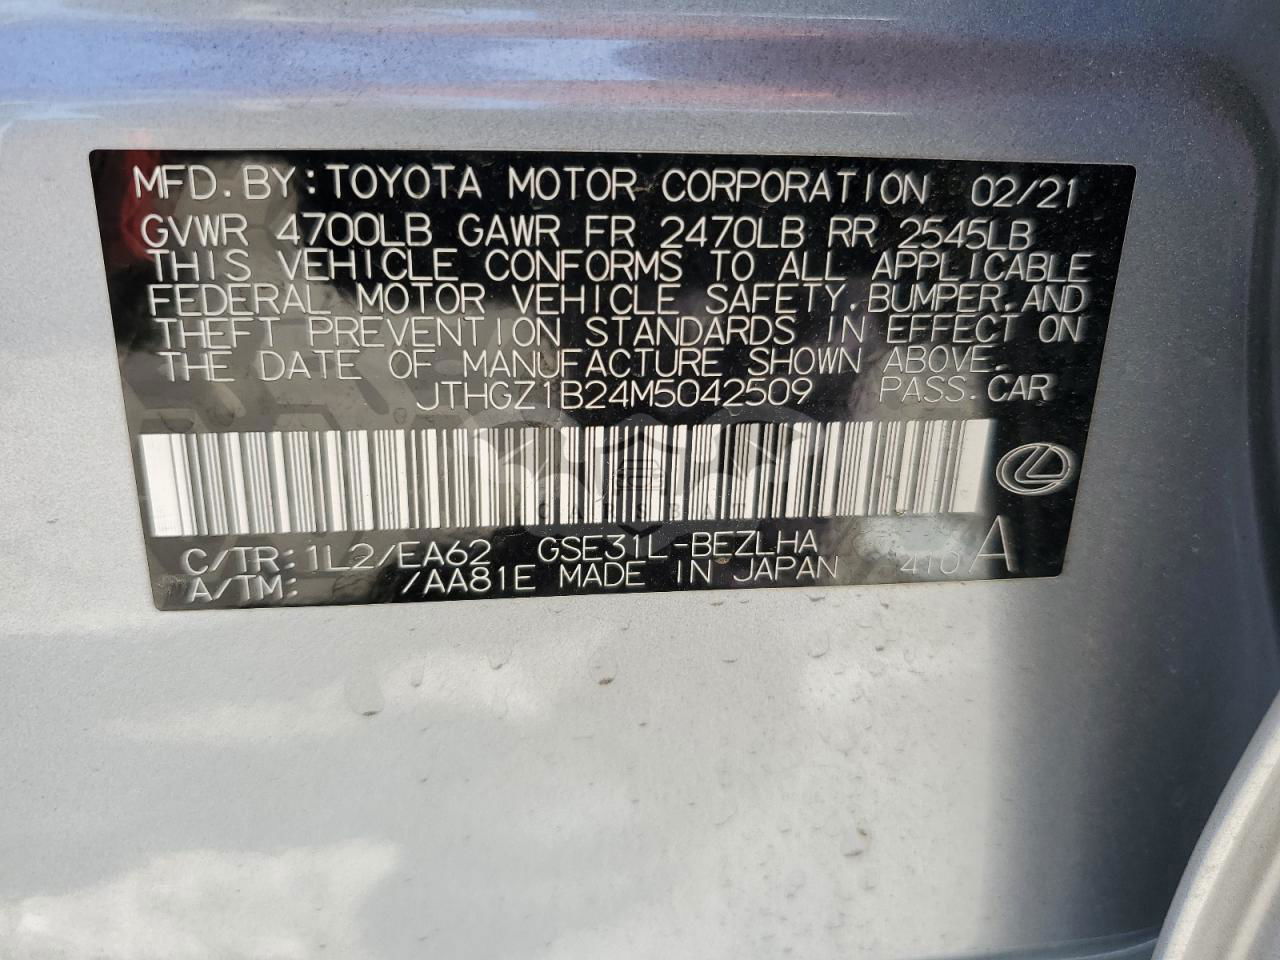 MFD.BY:TOYOTA MOTOR CORPORATION 02/21
GVWR 4700LB GAWR FR 2470LB RR 2545LB
THIS VEHICLE CONFORMS TO ALL APPLICABLE
FEDERAL MOTOR VEHICLE SAFETY.BUMPER.AND
THEFT PREVENTION STANDARDS IN EFFECT ON
THE DATE OF MANUFACTURE SHOWN ABOVE.
JTHGZ1B24M5042509 PASS.CAR
C/TR:1L2/EA62 GSE31L-BEZLHA
A/TM: /AA81E MADE IN JAPAN 410 A